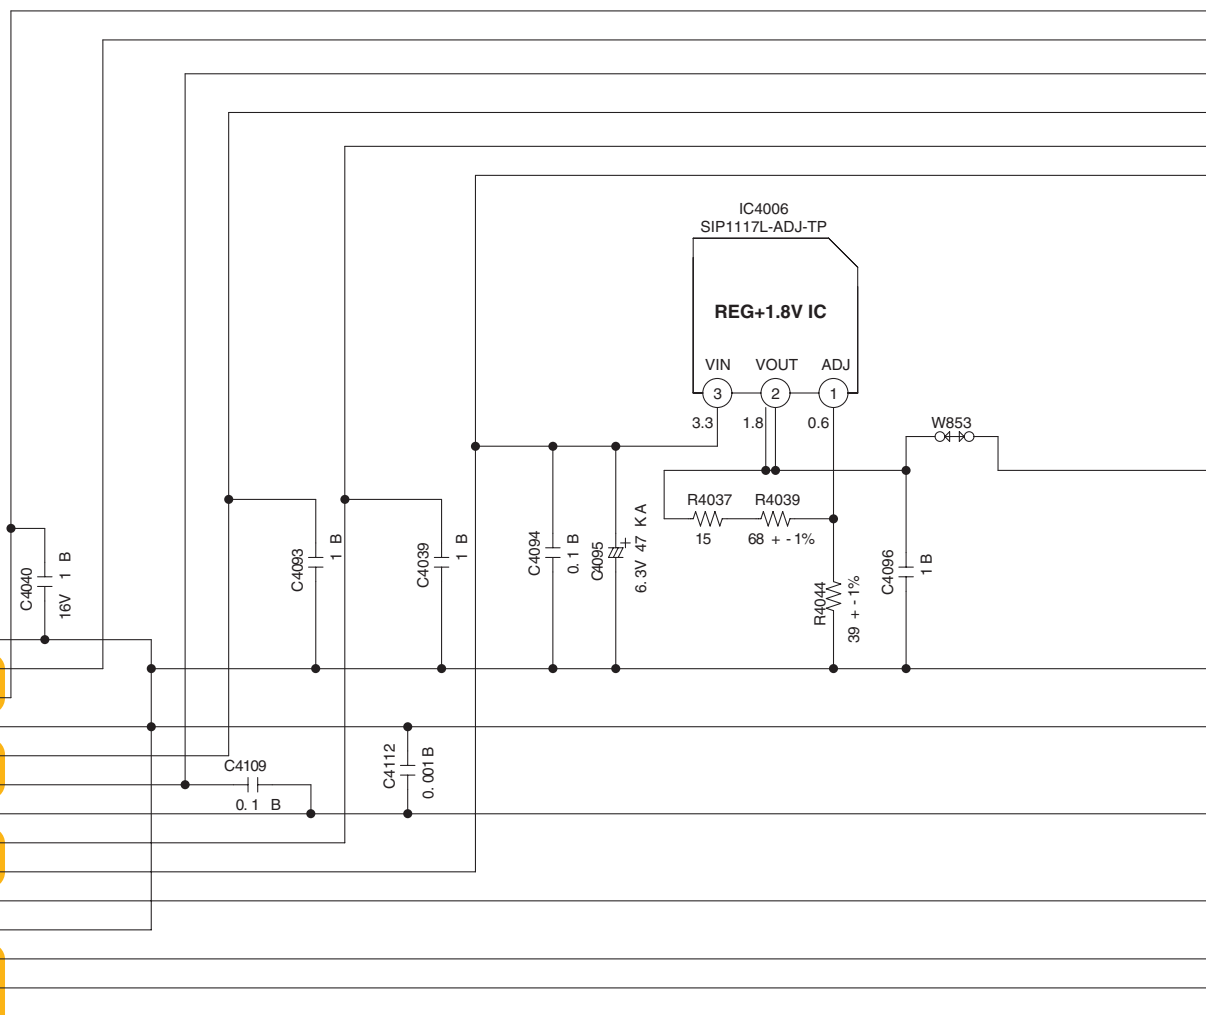 IC4006
SIP1117L-ADJ-TP
REG+1.8V IC
VIN VOUT ADJ
3 2 1
3.3 1.8 0.6
W853
R4037 R4039
15 68 + - 1%
C4040
16V 1 B
C4093
1 B
C4039
1 B
C4094
0. 1 B
C4095
6. 3V 47 KA
+
R4044
39 + - 1%
C4096
1 B
C4109
0. 1 B
C4112
0. 001 B